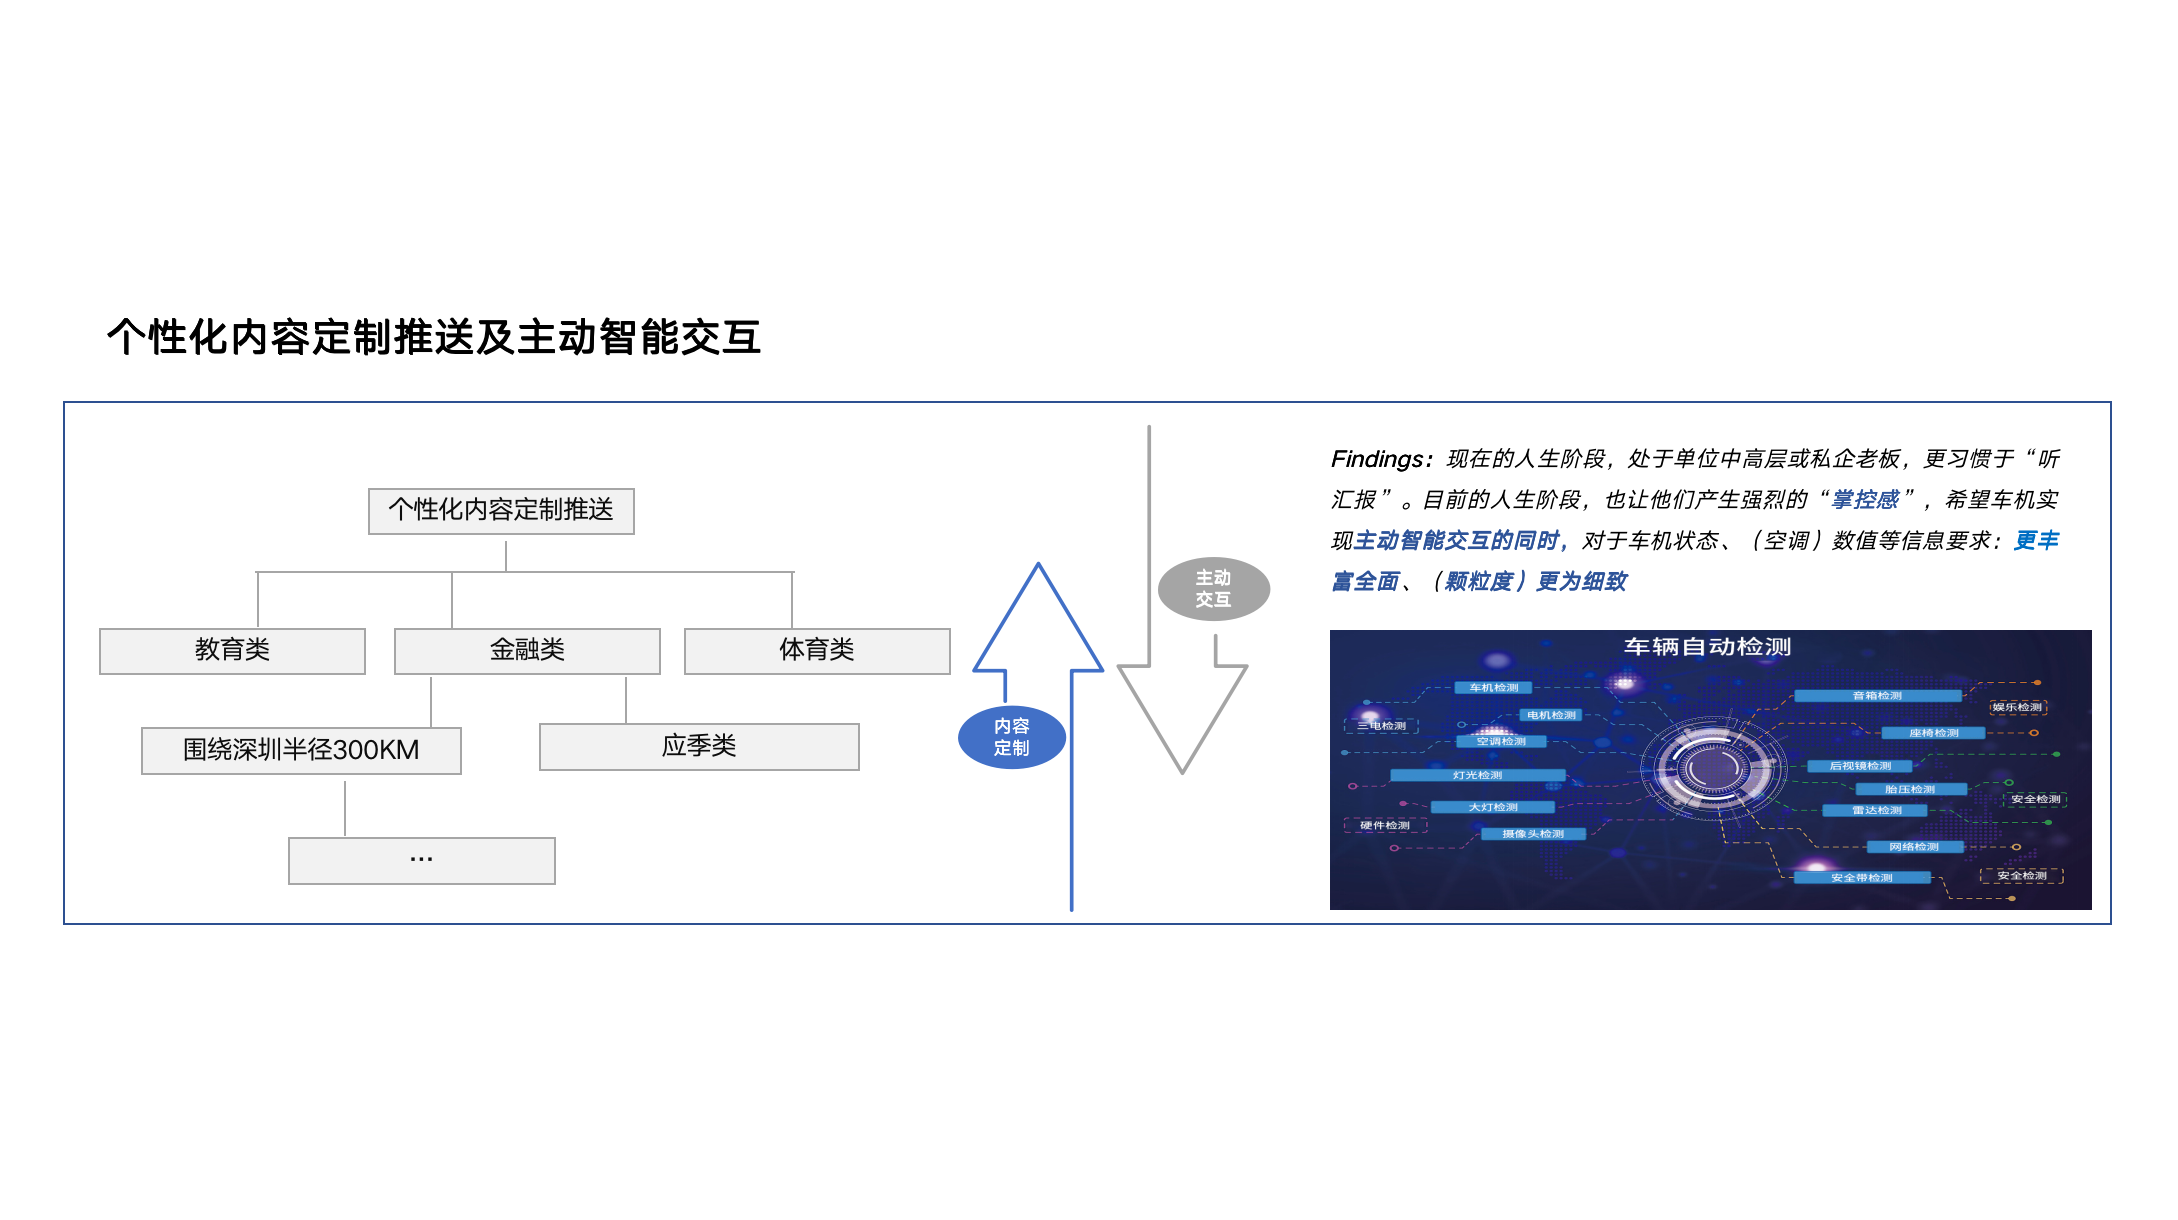 个性化内容定制推送及主动智能交互
个性化内容定制推送
教育类
金融类
体育类
围绕深圳半径300KM
应季类
...
内容
定制
主动
交互
Findings：现在的人生阶段，处于单位中高层或私企老板，更习惯于“听
汇报”。目前的人生阶段，也让他们产生强烈的“掌控感”，希望车机实
现主动智能交互的同时，对于车机状态、（空调）数值等信息要求：更丰
富全面、（颗粒度）更为细致
车辆自动检测
车机检测
电机检测
三电检测
空调检测
灯光检测
大灯检测
硬件检测
摄像头检测
音箱检测
娱乐检测
座椅检测
后视镜检测
胎压检测
安全检测
雷达检测
网络检测
安全带检测
安全检测